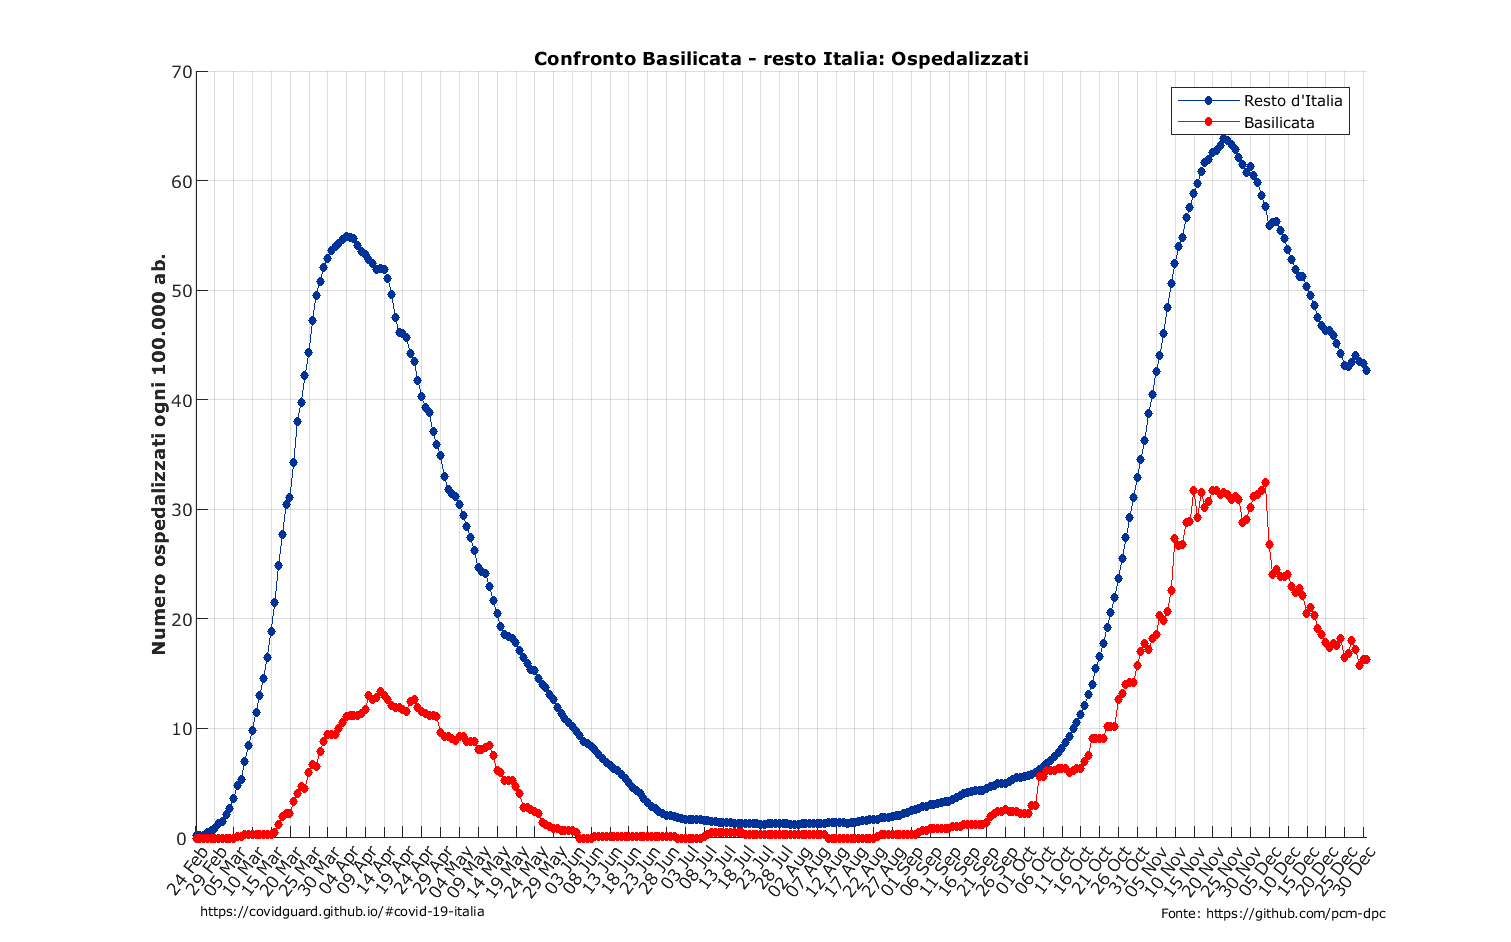 Confronto Basilicata - resto Italia: Ospedalizzati
Resto d'Italia
Basilicata
Numero ospedalizzati ogni 100.000 ab.
70
60
50
40
30
20
10
0
24 Feb
29 Feb
05 Mar
10 Mar
15 Mar
20 Mar
25 Mar
30 Mar
04 Apr
09 Apr
14 Apr
19 Apr
24 Apr
29 Apr
04 May
09 May
14 May
19 May
24 May
29 May
03 Jun
08 Jun
13 Jun
18 Jun
23 Jun
28 Jun
03 Jul
08 Jul
13 Jul
18 Jul
23 Jul
28 Jul
02 Aug
07 Aug
12 Aug
17 Aug
22 Aug
27 Aug
01 Sep
06 Sep
11 Sep
16 Sep
21 Sep
26 Sep
01 Oct
06 Oct
11 Oct
16 Oct
21 Oct
26 Oct
31 Oct
05 Nov
10 Nov
15 Nov
20 Nov
25 Nov
30 Nov
05 Dec
10 Dec
15 Dec
20 Dec
25 Dec
30 Dec
https://covidguard.github.io/#covid-19-italia
Fonte: https://github.com/pcm-dpc